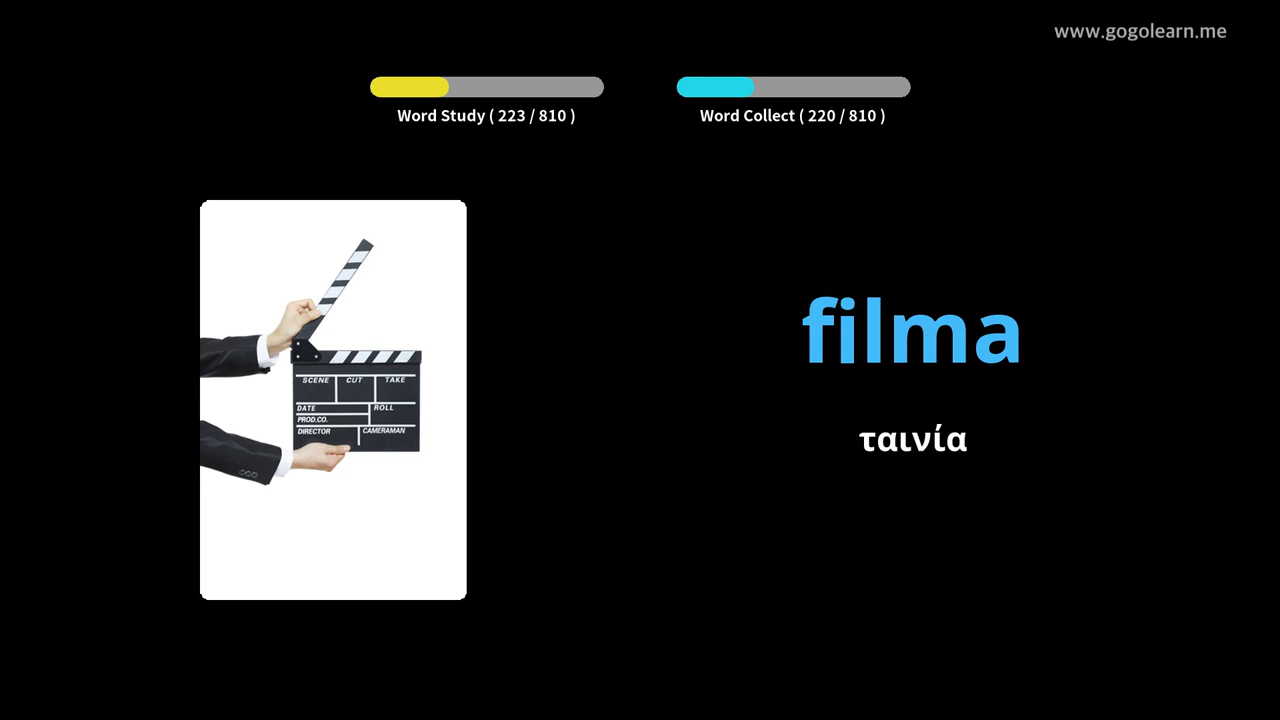 www.gogolearn.me
Word Study ( 223 / 810 )
Word Collect ( 220 / 810 )
SCENE CUT TAKE
DATE ROLL
PROD.CO.
DIRECTOR CAMERAMAN
filma
ταινία